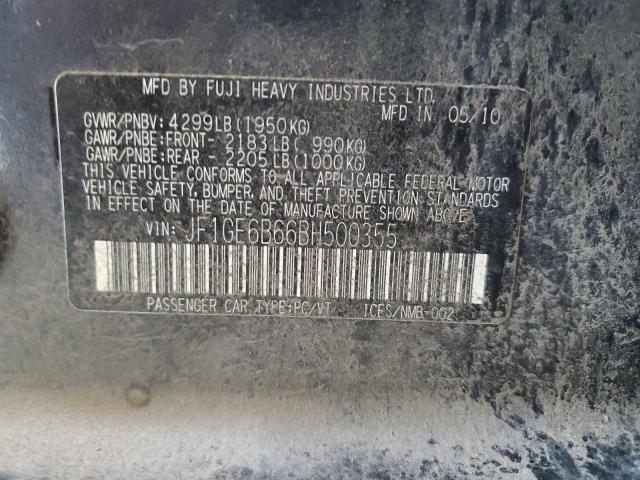 MFD BY FUJI HEAVY INDUSTRIES LTD.
MFD IN 05/10
GVWR/PNBV: 4299LB(1950KG)
GAWR/PNBE:FRONT- 2183LB( 990KG)
GAWR/PNBE:REAR - 2205LB(1000KG)
THIS VEHICLE CONFORMS TO ALL APPLICABLE FEDERAL MOTOR
VEHICLE SAFETY, BUMPER, AND THEFT PREVENTION STANDARDS
IN EFFECT ON THE DATE OF MANUFACTURE SHOWN ABOVE.
VIN: JF1GE6B66BH500355
PASSENGER CAR TYPE:PC/VT ICES/NMB-002